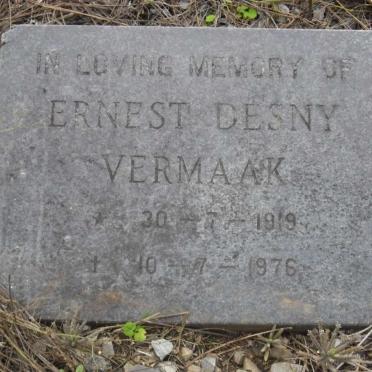 IN LOVING MEMORY OF
ERNEST DESNY
VERMAAK
* 30-7-1919
† 10-7-1976